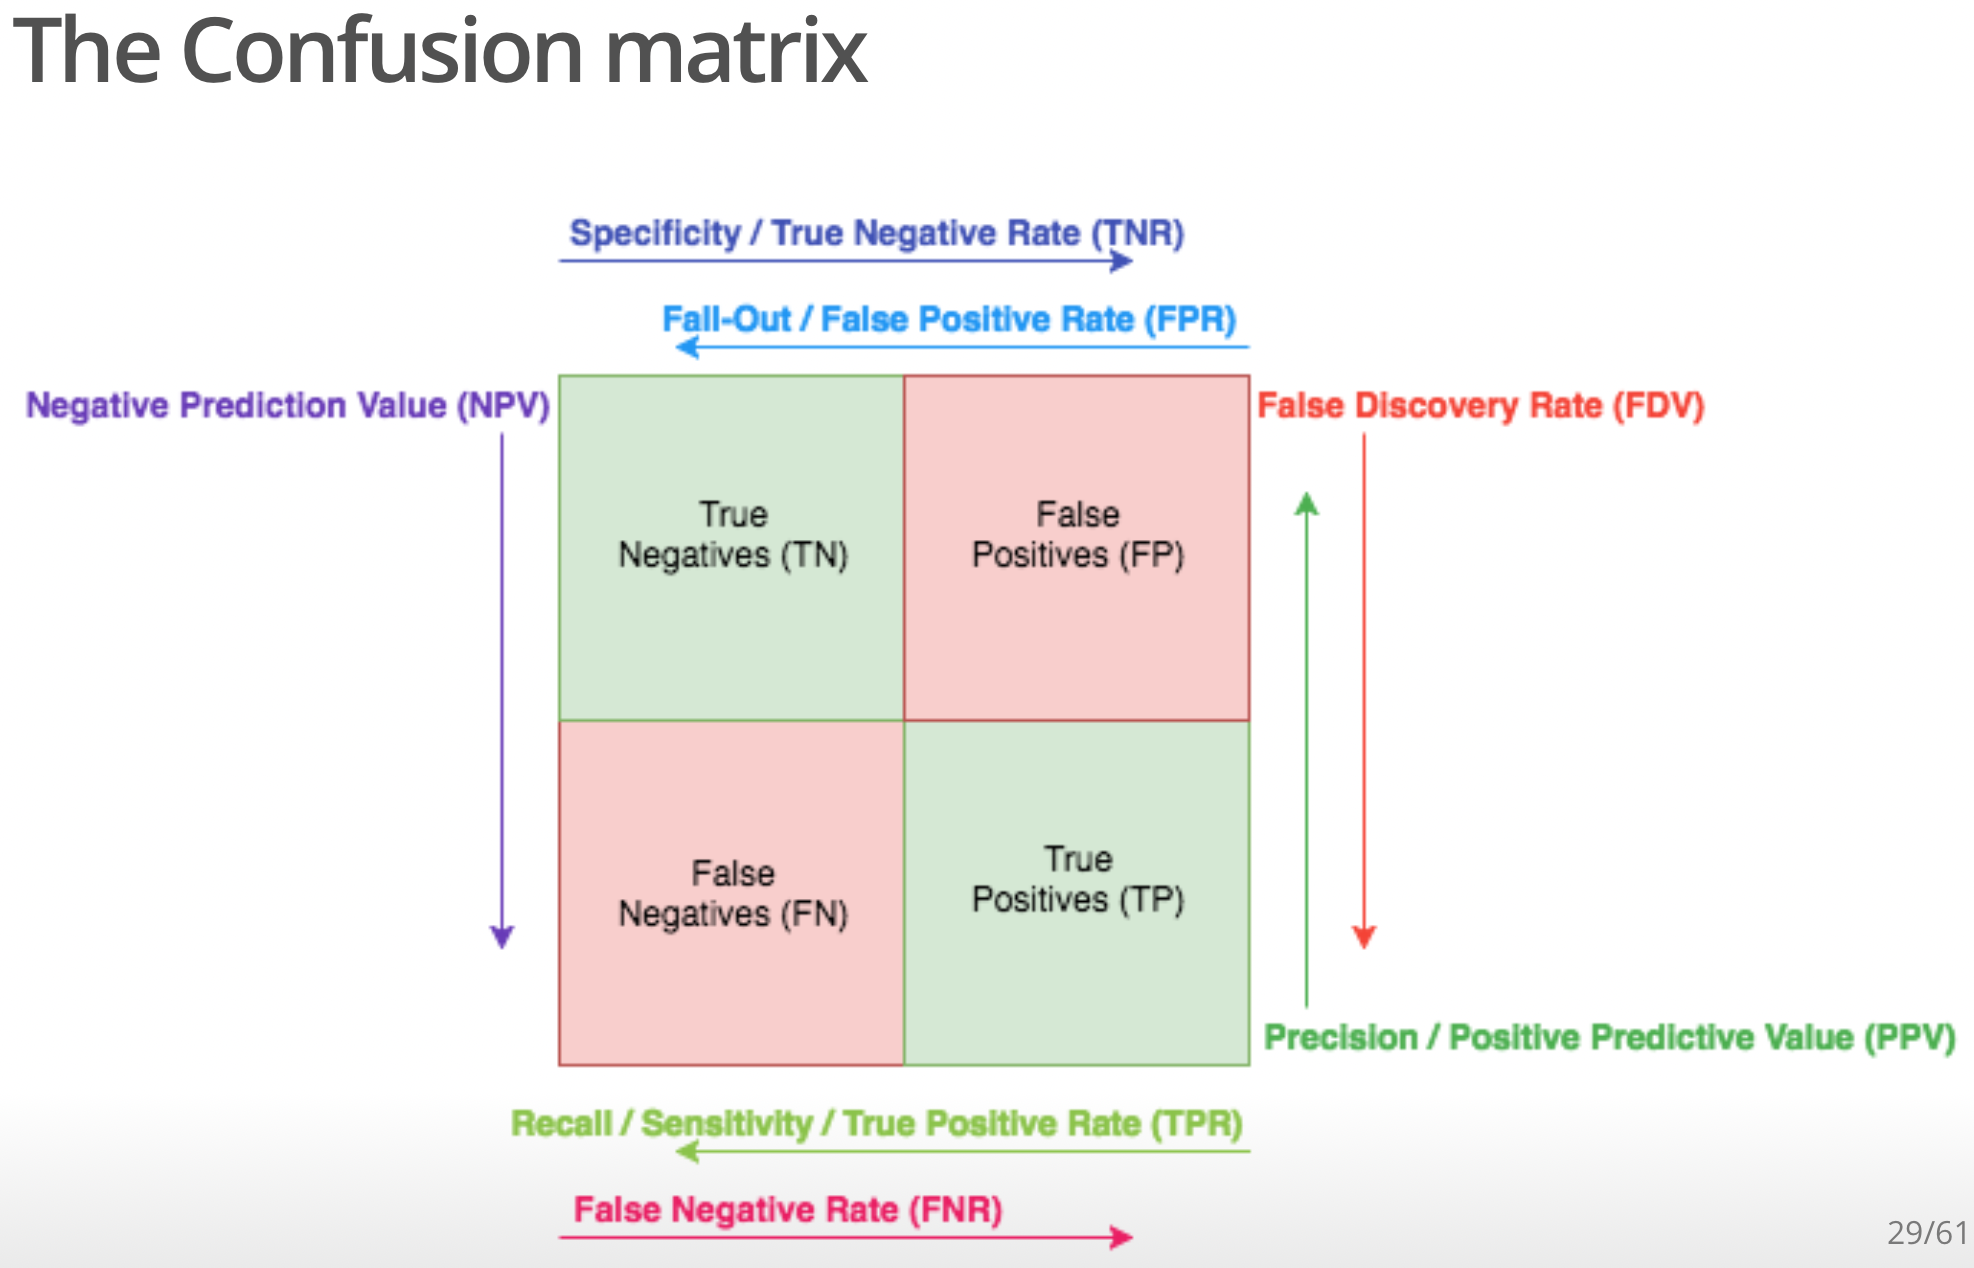 The Confusion matrix
Specificity / True Negative Rate (TNR)
Fall-Out / False Positive Rate (FPR)
Negative Prediction Value (NPV)
False Discovery Rate (FDV)
True
Negatives (TN)
False
Positives (FP)
False
Negatives (FN)
True
Positives (TP)
Precision / Positive Predictive Value (PPV)
Recall / Sensitivity / True Positive Rate (TPR)
False Negative Rate (FNR)
29/61